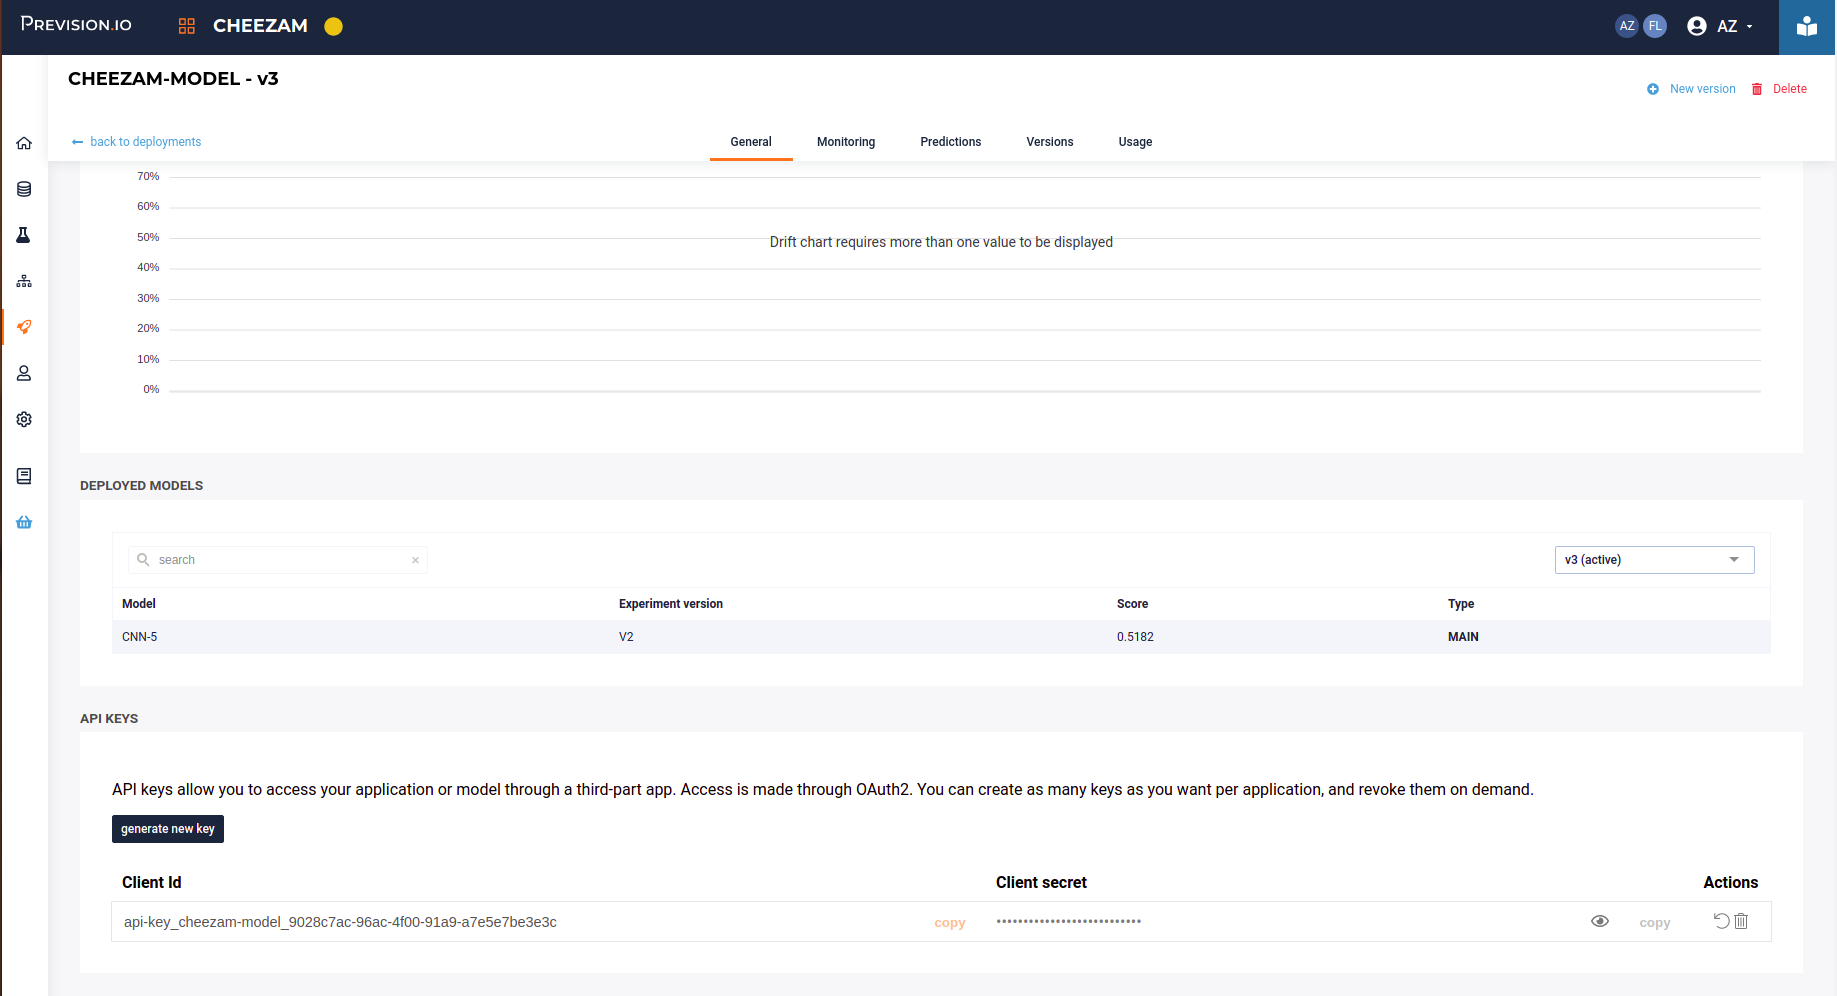 PREVISION.IO
CHEEZAM
AZ FL AZ
CHEEZAM-MODEL - v3
New version Delete
back to deployments
General Monitoring Predictions Versions Usage
70%
60%
50%
Drift chart requires more than one value to be displayed
40%
30%
20%
10%
0%
DEPLOYED MODELS
search × v3 (active)
Model Experiment version Score Type
CNN-5 V2 0.5182 MAIN
API KEYS
API keys allow you to access your application or model through a third-part app. Access is made through OAuth2. You can create as many keys as you want per application, and revoke them on demand.
generate new key
Client Id Client secret Actions
api-key_cheezam-model_9028c7ac-96ac-4f00-91a9-a7e5e7be3e3c copy ••••••••••••••••••••••••••• copy